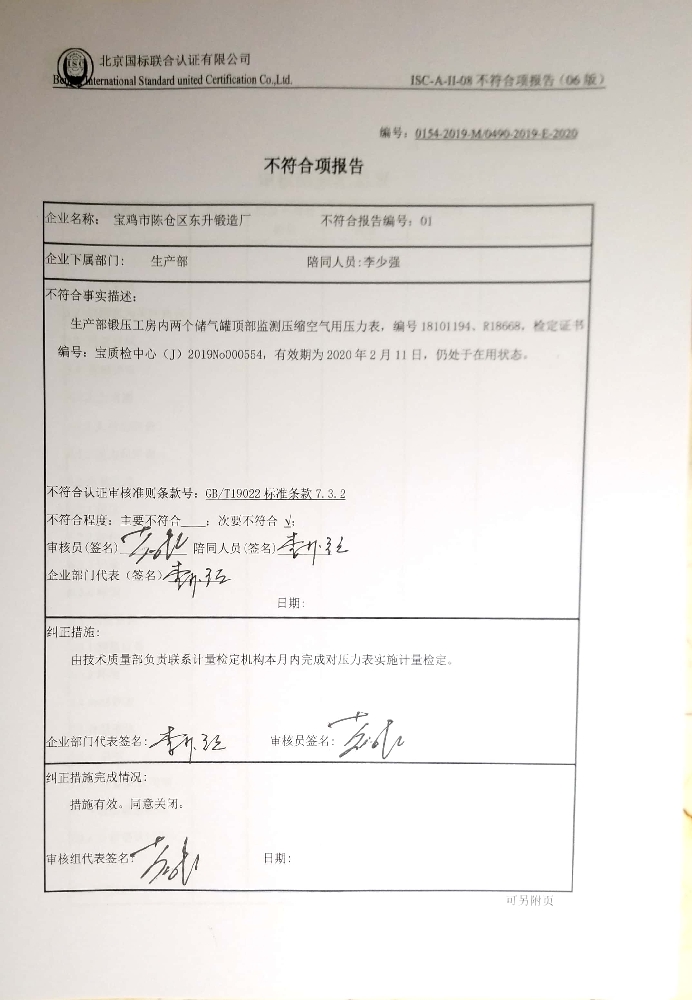 北京国标联合认证有限公司
Beijing International Standard united Certification Co.,Ltd. ISC-A-II-08 不符合项报告（06 版）
编号：0154-2019-M/0490-2019-E-2020
不符合项报告
企业名称： 宝鸡市陈仓区东升锻造厂 不符合报告编号：01
企业下属部门： 生产部 陪同人员:李少强
不符合事实描述：
生产部锻压工房内两个储气罐顶部监测压缩空气用压力表，编号 18101194、R18668，检定证书
编号：宝质检中心（J）2019No000554，有效期为 2020 年 2 月 11 日，仍处于在用状态。
不符合认证审核准则条款号：GB/T19022 标准条款 7.3.2
不符合程度：主要不符合____；次要不符合 √；
审核员(签名) 陪同人员(签名) 李少强
企业部门代表（签名）李少强
日期：
纠正措施：
由技术质量部负责联系计量检定机构本月内完成对压力表实施计量检定。
企业部门代表签名：李少强 审核员签名：
纠正措施完成情况：
措施有效。同意关闭。
审核组代表签名： 日期：
可另附页